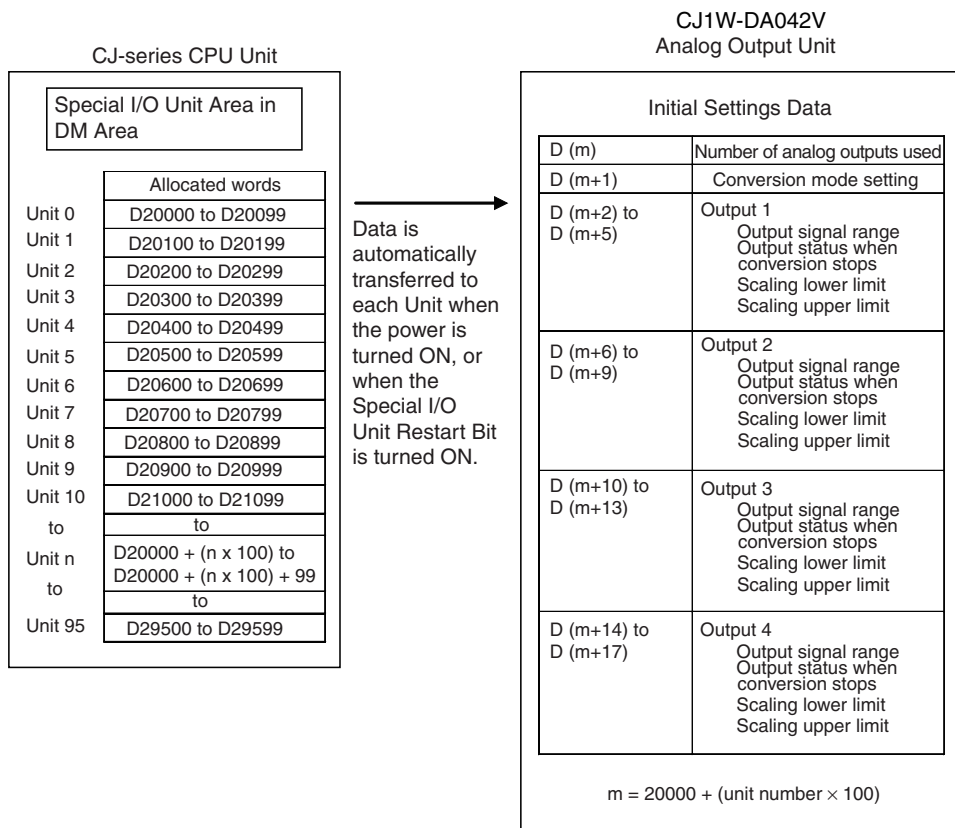 CJ-series CPU Unit
Special I/O Unit Area in
DM Area
Allocated words
Unit 0 D20000 to D20099
Unit 1 D20100 to D20199
Unit 2 D20200 to D20299
Unit 3 D20300 to D20399
Unit 4 D20400 to D20499
Unit 5 D20500 to D20599
Unit 6 D20600 to D20699
Unit 7 D20700 to D20799
Unit 8 D20800 to D20899
Unit 9 D20900 to D20999
Unit 10 D21000 to D21099
to to
Unit n D20000 + (n x 100) to
D20000 + (n x 100) + 99
to to
Unit 95 D29500 to D29599
Data is
automatically
transferred to
each Unit when
the power is
turned ON, or
when the
Special I/O
Unit Restart Bit
is turned ON.
CJ1W-DA042V
Analog Output Unit
Initial Settings Data
D (m) Number of analog outputs used
D (m+1) Conversion mode setting
D (m+2) to Output 1
D (m+5) Output signal range
Output status when
conversion stops
Scaling lower limit
Scaling upper limit
D (m+6) to Output 2
D (m+9) Output signal range
Output status when
conversion stops
Scaling lower limit
Scaling upper limit
D (m+10) to Output 3
D (m+13) Output signal range
Output status when
conversion stops
Scaling lower limit
Scaling upper limit
D (m+14) to Output 4
D (m+17) Output signal range
Output status when
conversion stops
Scaling lower limit
Scaling upper limit
m = 20000 + (unit number × 100)